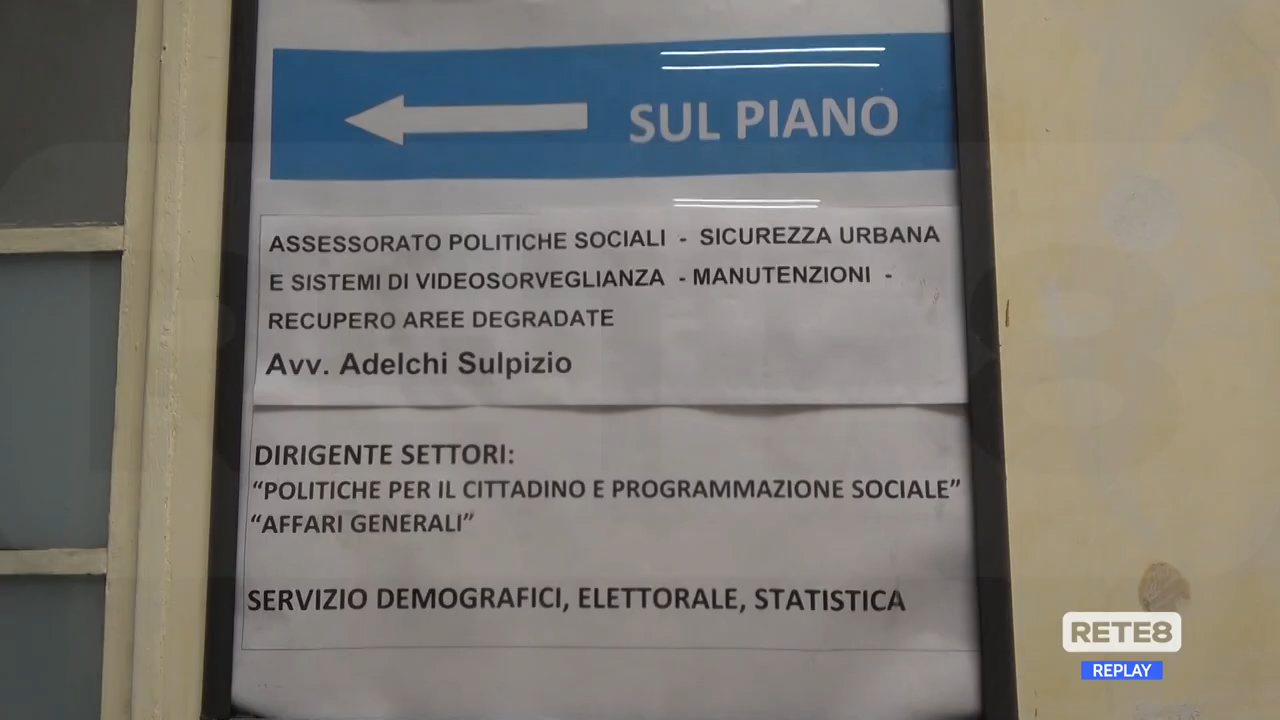 SUL PIANO
ASSESSORATO POLITICHE SOCIALI - SICUREZZA URBANA
E SISTEMI DI VIDEOSORVEGLIANZA - MANUTENZIONI -
RECUPERO AREE DEGRADATE
Avv. Adelchi Sulpizio
DIRIGENTE SETTORI:
“POLITICHE PER IL CITTADINO E PROGRAMMAZIONE SOCIALE”
“AFFARI GENERALI”
SERVIZIO DEMOGRAFICI, ELETTORALE, STATISTICA
RETE8
REPLAY